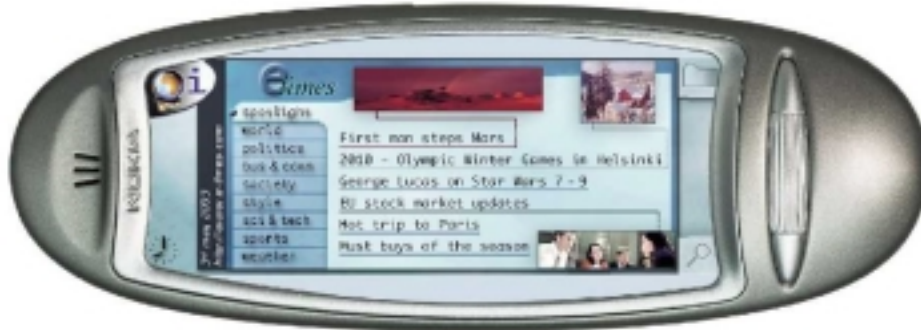 NOKIA
i
etimes
spotlight
world
politics
bus & comm
society
style
sci & tech
sports
weather
First man steps Mars
2010 - Olympic Winter Games in Helsinki
George Lucas on Star Wars 7-9
EU stock market updates
Hot trip to Paris
Must buys of the season